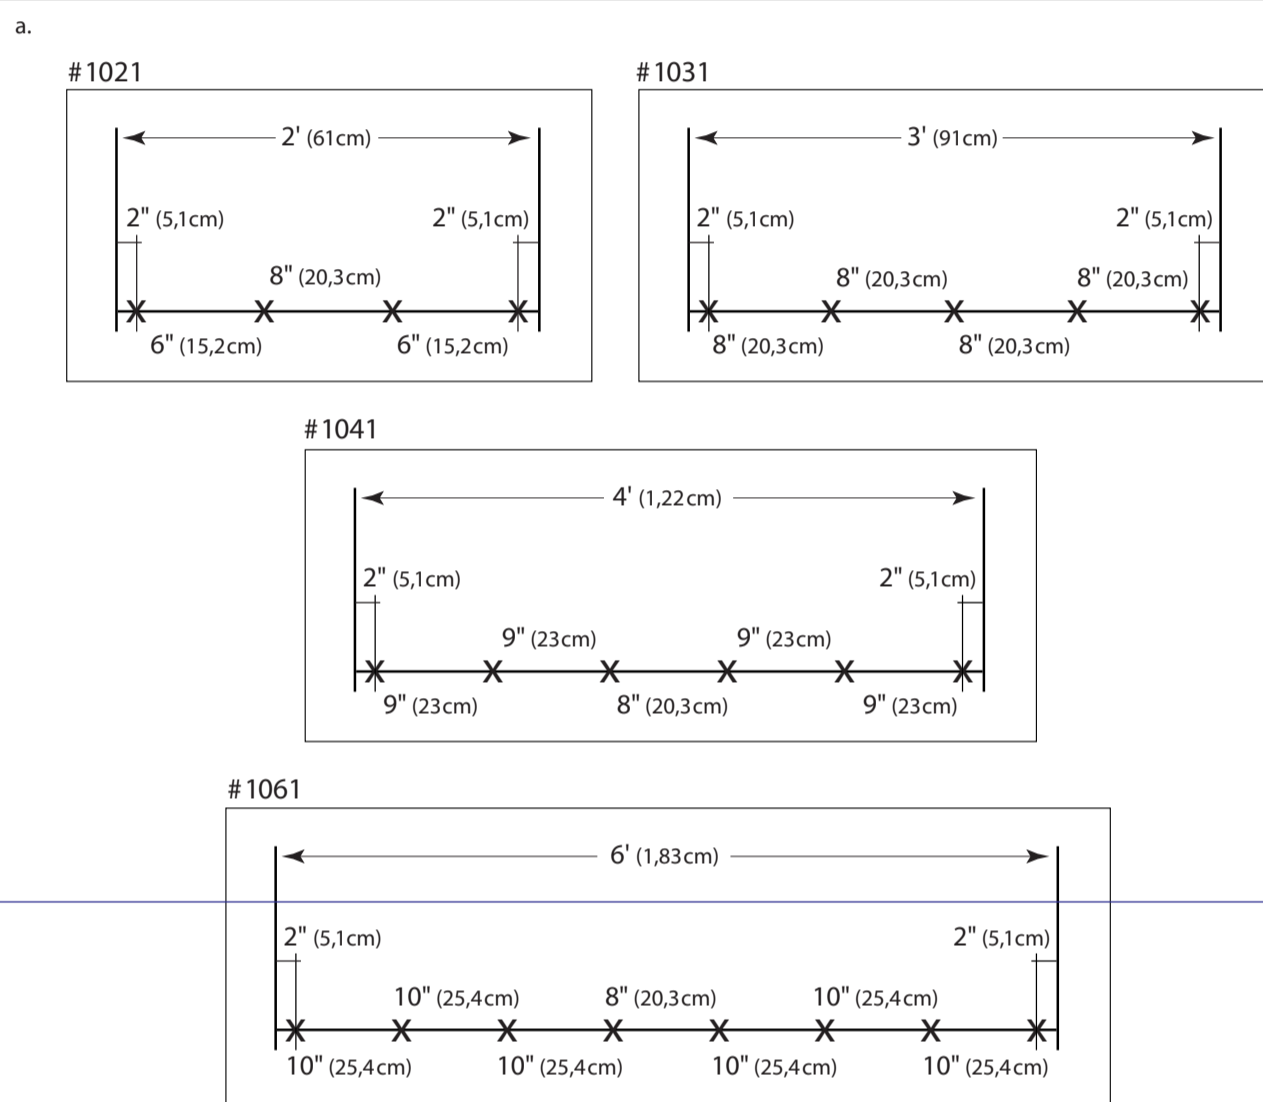 a.
#1021
2' (61cm)
2" (5,1cm)
2" (5,1cm)
8" (20,3cm)
6" (15,2cm)
6" (15,2cm)
#1031
3' (91cm)
2" (5,1cm)
2" (5,1cm)
8" (20,3cm)
8" (20,3cm)
8" (20,3cm)
8" (20,3cm)
#1041
4' (1,22cm)
2" (5,1cm)
2" (5,1cm)
9" (23cm)
9" (23cm)
9" (23cm)
8" (20,3cm)
9" (23cm)
#1061
6' (1,83cm)
2" (5,1cm)
2" (5,1cm)
10" (25,4cm)
8" (20,3cm)
10" (25,4cm)
10" (25,4cm)
10" (25,4cm)
10" (25,4cm)
10" (25,4cm)